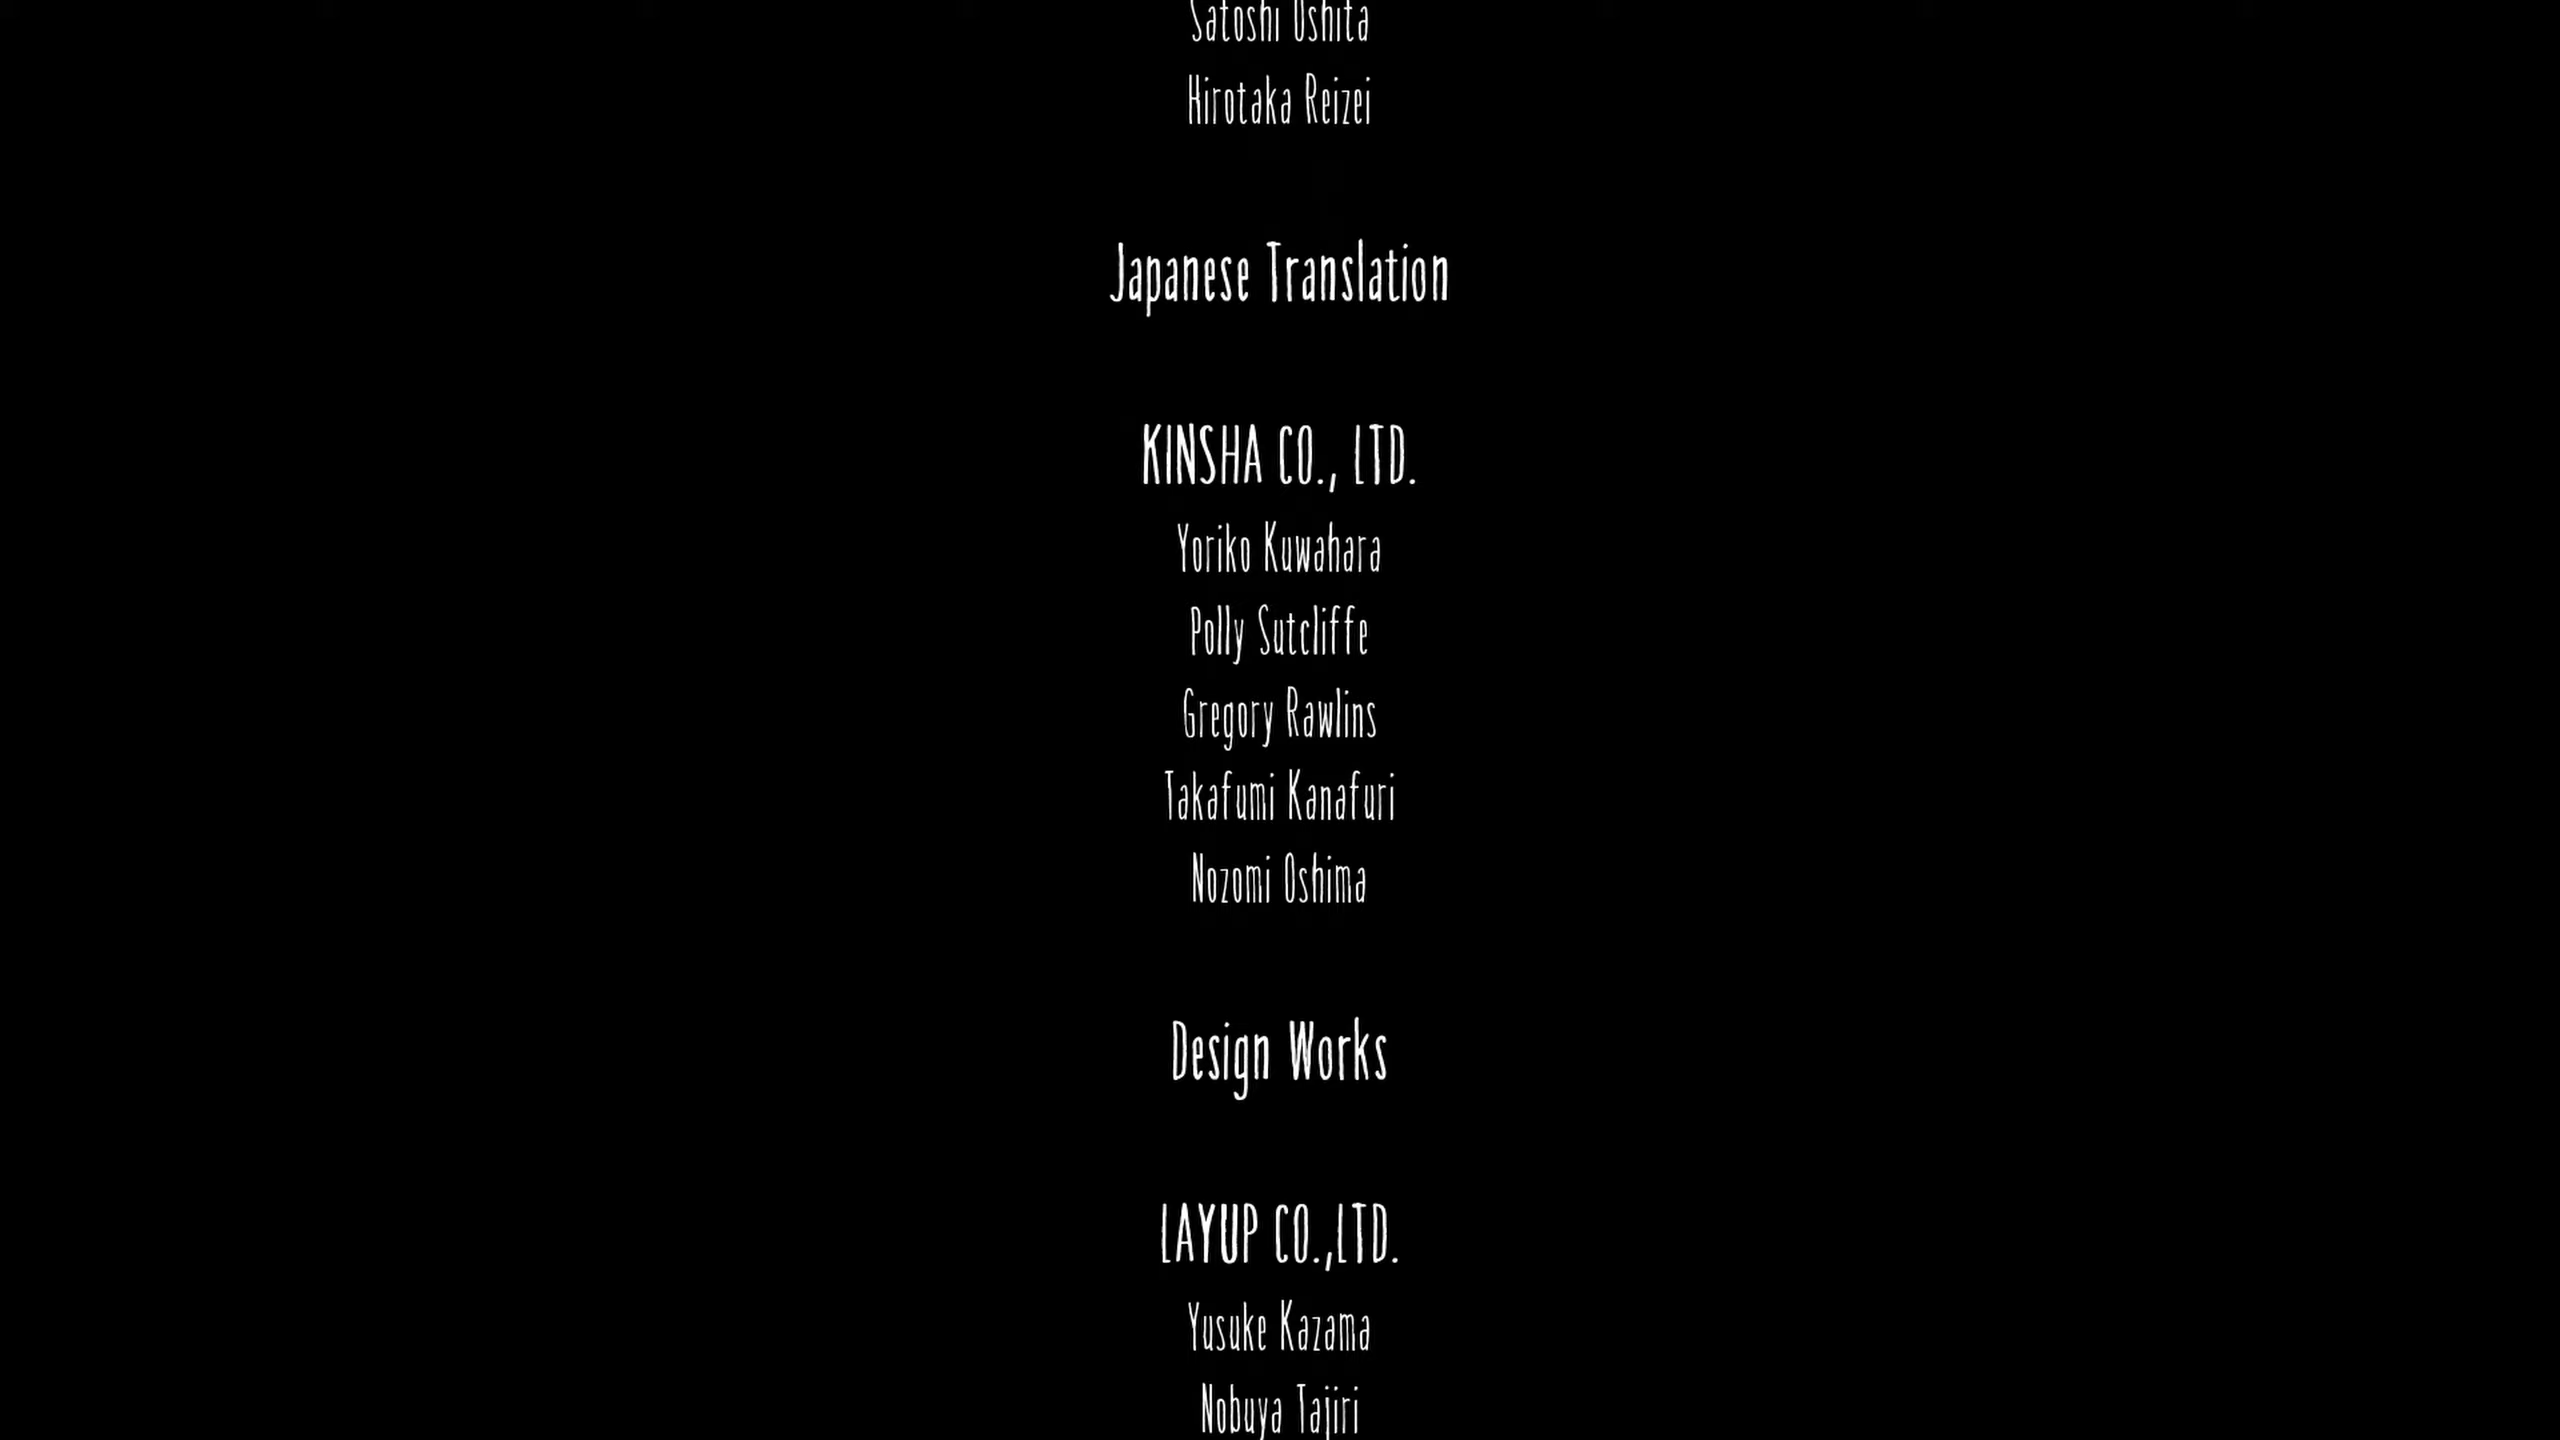 Satoshi Oshita
Hirotaka Reizei
Japanese Translation
KINSHA CO., LTD.
Yoriko Kuwahara
Polly Sutcliffe
Gregory Rawlins
Takafumi Kanafuri
Nozomi Oshima
Design Works
LAYUP CO.,LTD.
Yusuke Kazama
Nobuya Tajiri